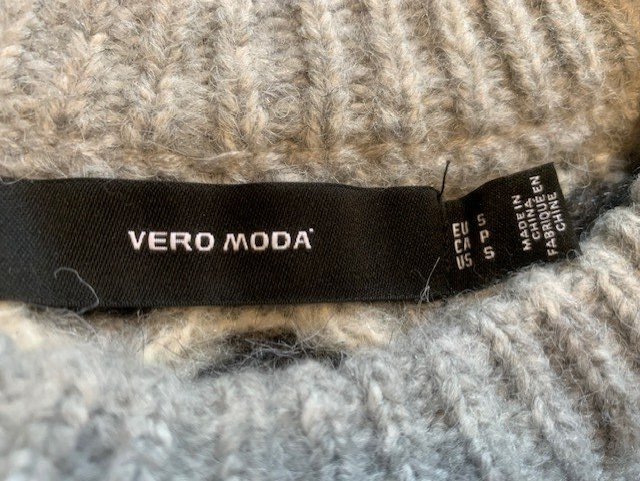 VERO MODA
EU S
CA P
US S
MADE IN
CHINA
FABRIQUÉ EN
CHINE